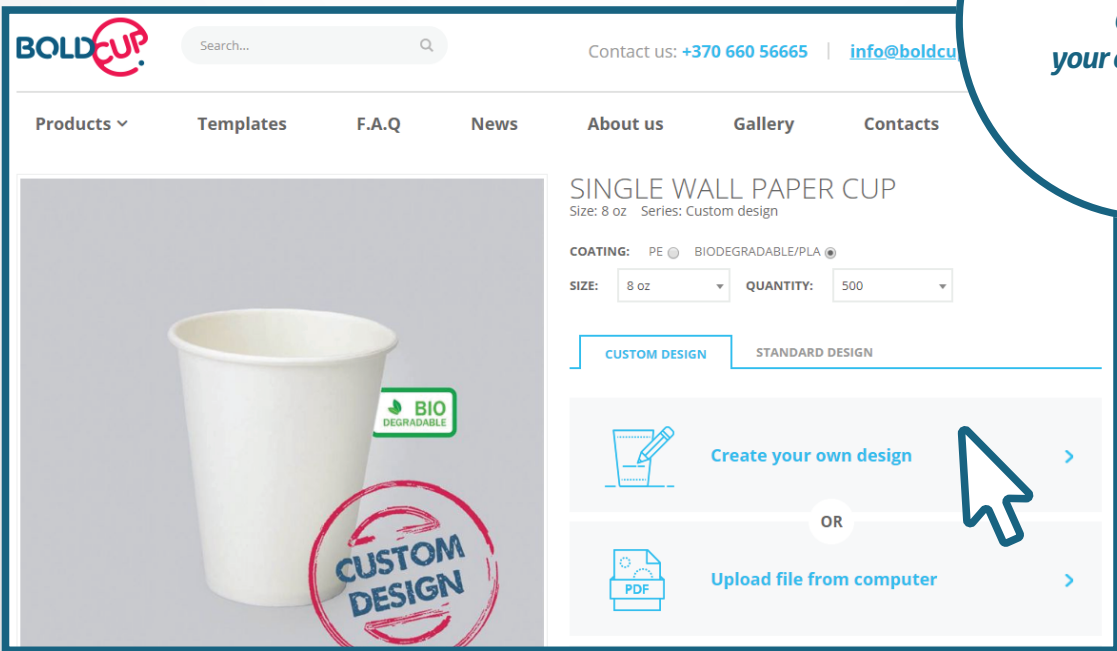 BOLDCUP
Search...
Contact us: +370 660 56665
info@boldcu
your
Products
Templates
F.A.Q
News
About us
Gallery
Contacts
SINGLE WALL PAPER CUP
Size: 8 oz Series: Custom design
COATING: PE BIODEGRADABLE/PLA
SIZE: 8 oz QUANTITY: 500
CUSTOM DESIGN
STANDARD DESIGN
BIO
DEGRADABLE
CUSTOM
DESIGN
Create your own design
OR
PDF
Upload file from computer